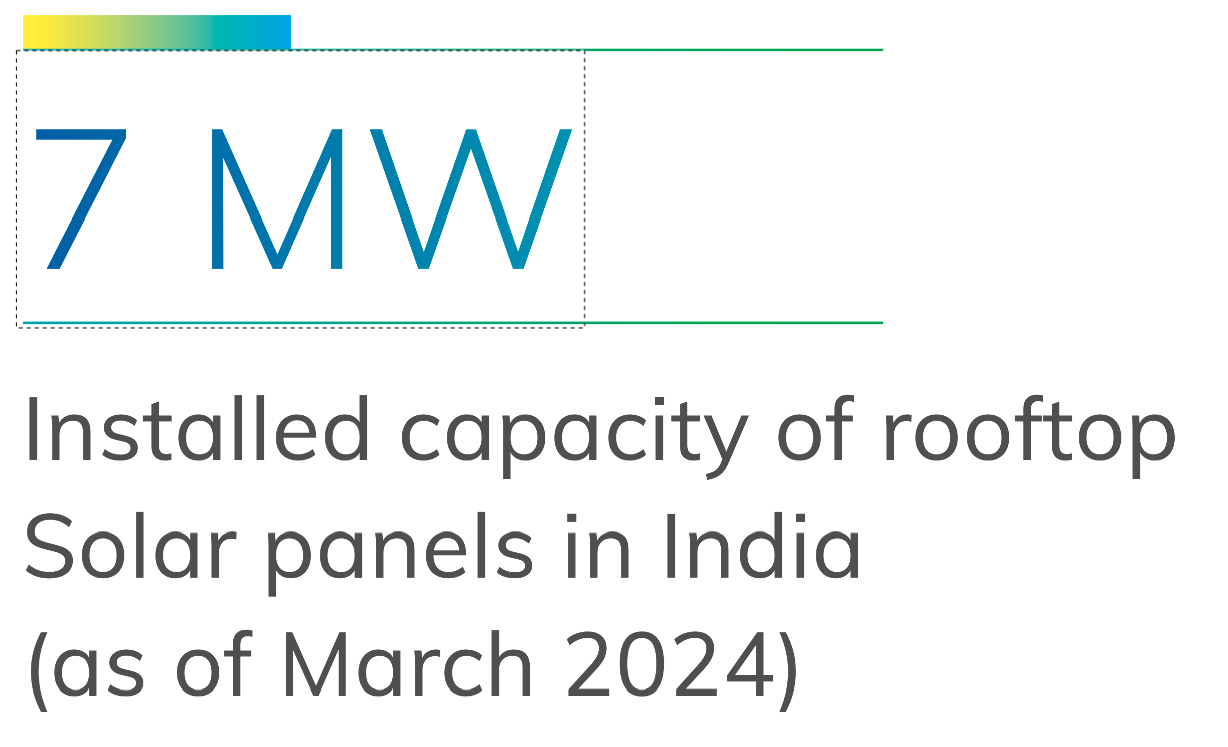 7 MW
Installed capacity of rooftop
Solar panels in India
(as of March 2024)